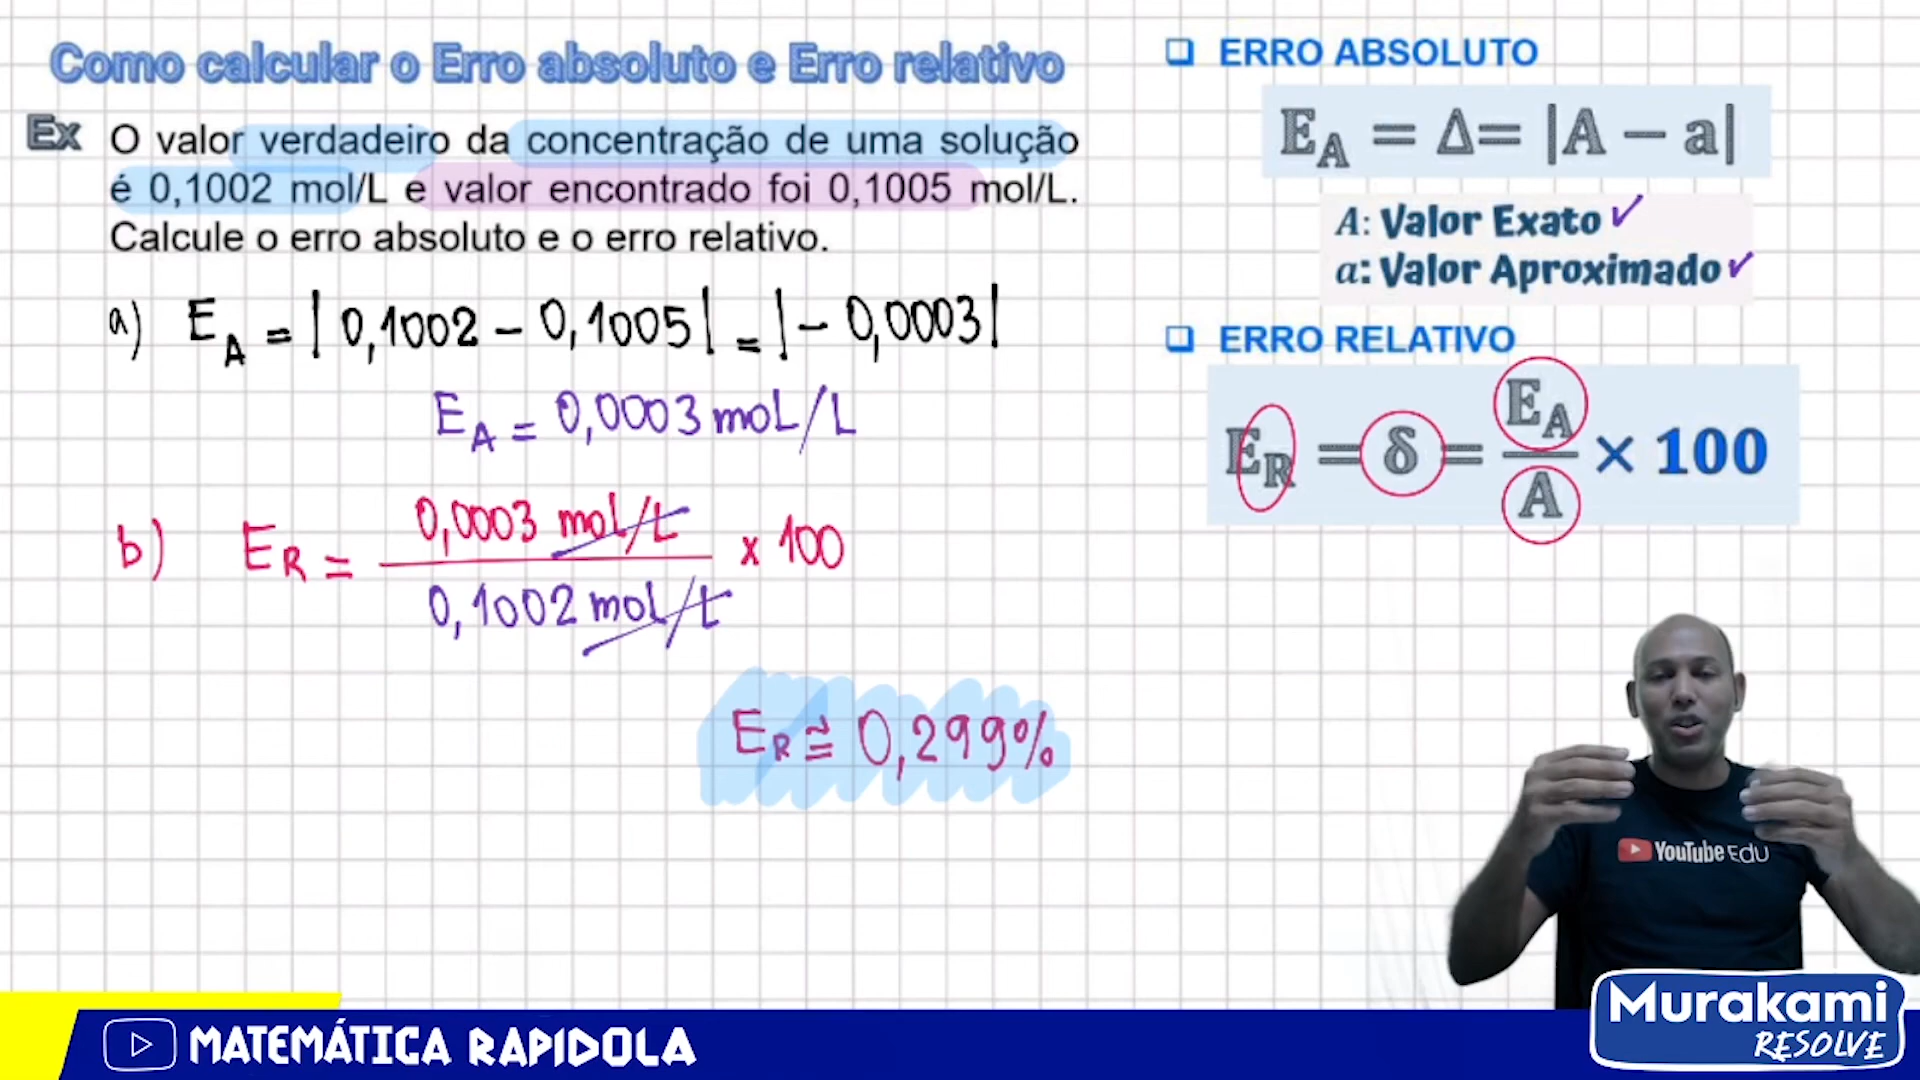 Como calcular o Erro absoluto e Erro relativo
Ex O valor verdadeiro da concentração de uma solução
é 0,1002 mol/L e valor encontrado foi 0,1005 mol/L.
Calcule o erro absoluto e o erro relativo.
a) E_A = | 0,1002 - 0,1005 | = | - 0,0003 |
E_A = 0,0003 moL/L
b) E_R = 0,0003 mol/L
0,1002 mol/L
x 100
E_R ≅ 0,299%
❑ ERRO ABSOLUTO
E_A = Δ= |A − a|
A: Valor Exato ✓
a: Valor Aproximado ✓
❑ ERRO RELATIVO
E_R = δ = E_A
A
× 100
YouTube Edu
MATEMÁTICA RAPIDOLA
Murakami
RESOLVE